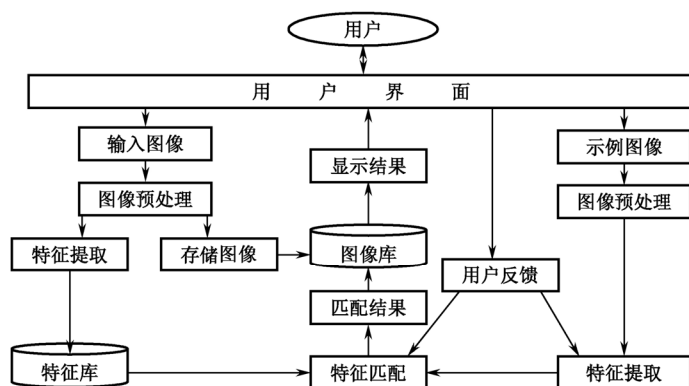 用户
用户界面
输入图像
显示结果
示例图像
图像预处理
图像预处理
特征提取
存储图像
图像库
用户反馈
匹配结果
特征库
特征匹配
特征提取